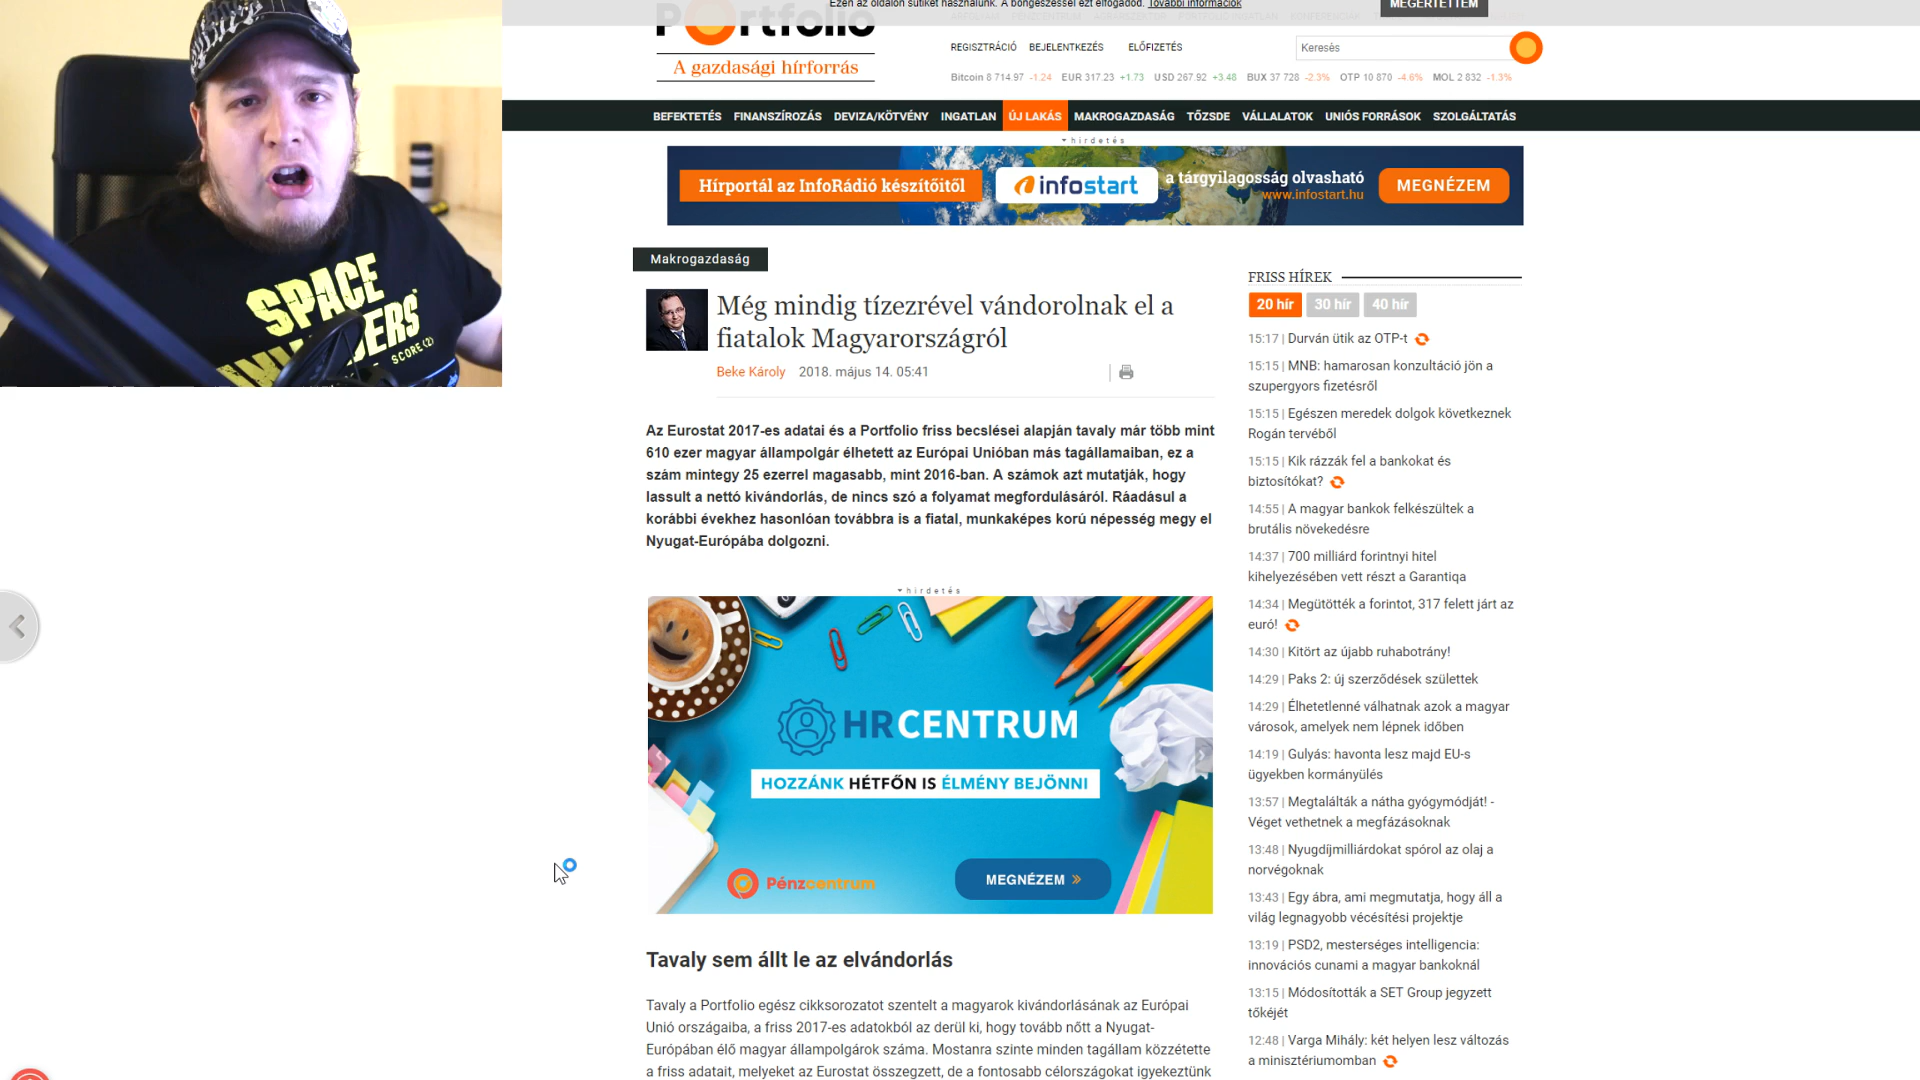 Ezen az oldalon sütiket használunk. A böngészéssel ezt elfogadod. További információk
MEGÉRTETTEM
Portfolio
A gazdasági hírforrás
REGISZTRÁCIÓ BEJELENTKEZÉS ELŐFIZETÉS
Keresés
Bitcoin 8 714.97 -1.24 EUR 317.23 +1.73 USD 267.92 +3.48 BUX 37 728 -2.3% OTP 10 870 -4.6% MOL 2 832 -1.3%
BEFEKTETÉS FINANSZÍROZÁS DEVIZA/KÖTVÉNY INGATLAN ÚJ LAKÁS MAKROGAZDASÁG TŐZSDE VÁLLALATOK UNIÓS FORRÁSOK SZOLGÁLTATÁS
hirdetés
Hírportál az InfoRádió készítőitől
infostart
a tárgyilagosság olvasható
www.infostart.hu
MEGNÉZEM
SPACE
INVADERS
SCORE(2)
Makrogazdaság
Még mindig tízezrével vándorolnak el a
fiatalok Magyarországról
Beke Károly 2018. május 14. 05:41
Az Eurostat 2017-es adatai és a Portfolio friss becslései alapján tavaly már több mint
610 ezer magyar állampolgár élhetett az Európai Unióban más tagállamaiban, ez a
szám mintegy 25 ezerrel magasabb, mint 2016-ban. A számok azt mutatják, hogy
lassult a nettó kivándorlás, de nincs szó a folyamat megfordulásáról. Ráadásul a
korábbi évekhez hasonlóan továbbra is a fiatal, munkaképes korú népesség megy el
Nyugat-Európába dolgozni.
hirdetés
HRCENTRUM
HOZZÁNK HÉTFŐN IS ÉLMÉNY BEJÖNNI
Pénzcentrum
MEGNÉZEM »
Tavaly sem állt le az elvándorlás
Tavaly a Portfolio egész cikksorozatot szentelt a magyarok kivándorlásának az Európai
Unió országaiba, a friss 2017-es adatokból az derül ki, hogy tovább nőtt a Nyugat-
Európában élő magyar állampolgárok száma. Mostanra szinte minden tagállam közzétette
a friss adatait, melyeket az Eurostat összegzett, de a fontosabb célországokat igyekeztünk
FRISS HÍREK
20 hír 30 hír 40 hír
15:17 | Durván ütik az OTP-t
15:15 | MNB: hamarosan konzultáció jön a
szupergyors fizetésről
15:15 | Egészen meredek dolgok következnek
Rogán tervéből
15:15 | Kik rázzák fel a bankokat és
biztosítókat?
14:55 | A magyar bankok felkészültek a
brutális növekedésre
14:37 | 700 milliárd forintnyi hitel
kihelyezésében vett részt a Garantiqa
14:34 | Megütötték a forintot, 317 felett járt az
euró!
14:30 | Kitört az újabb ruhabotrány!
14:29 | Paks 2: új szerződések születtek
14:29 | Élhetetlenné válhatnak azok a magyar
városok, amelyek nem lépnek időben
14:19 | Gulyás: havonta lesz majd EU-s
ügyekben kormányülés
13:57 | Megtalálták a nátha gyógymódját! -
Véget vethetnek a megfázásoknak
13:48 | Nyugdíjmilliárdokat spórol az olaj a
norvégoknak
13:43 | Egy ábra, ami megmutatja, hogy áll a
világ legnagyobb vécésítési projektje
13:19 | PSD2, mesterséges intelligencia:
innovációs cunami a magyar bankoknál
13:15 | Módosították a SET Group jegyzett
tőkéjét
12:48 | Varga Mihály: két helyen lesz változás
a minisztériumomban